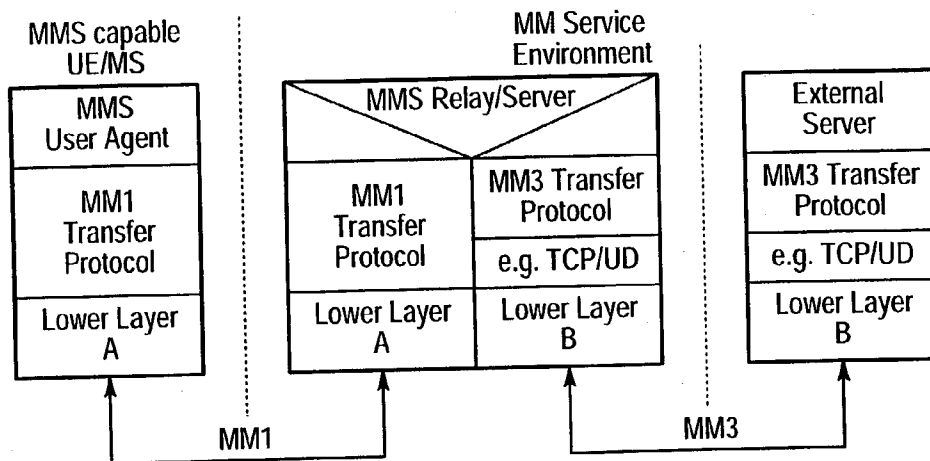 MMS capable
UE/MS
MMS
User Agent
MM1
Transfer
Protocol
Lower Layer
A
MM Service
Environment
MMS Relay/Server
MM1
Transfer
Protocol
Lower Layer
A
MM3 Transfer
Protocol
e.g. TCP/UD
Lower Layer
B
External
Server
MM3 Transfer
Protocol
e.g. TCP/UD
Lower Layer
B
MM1
MM3